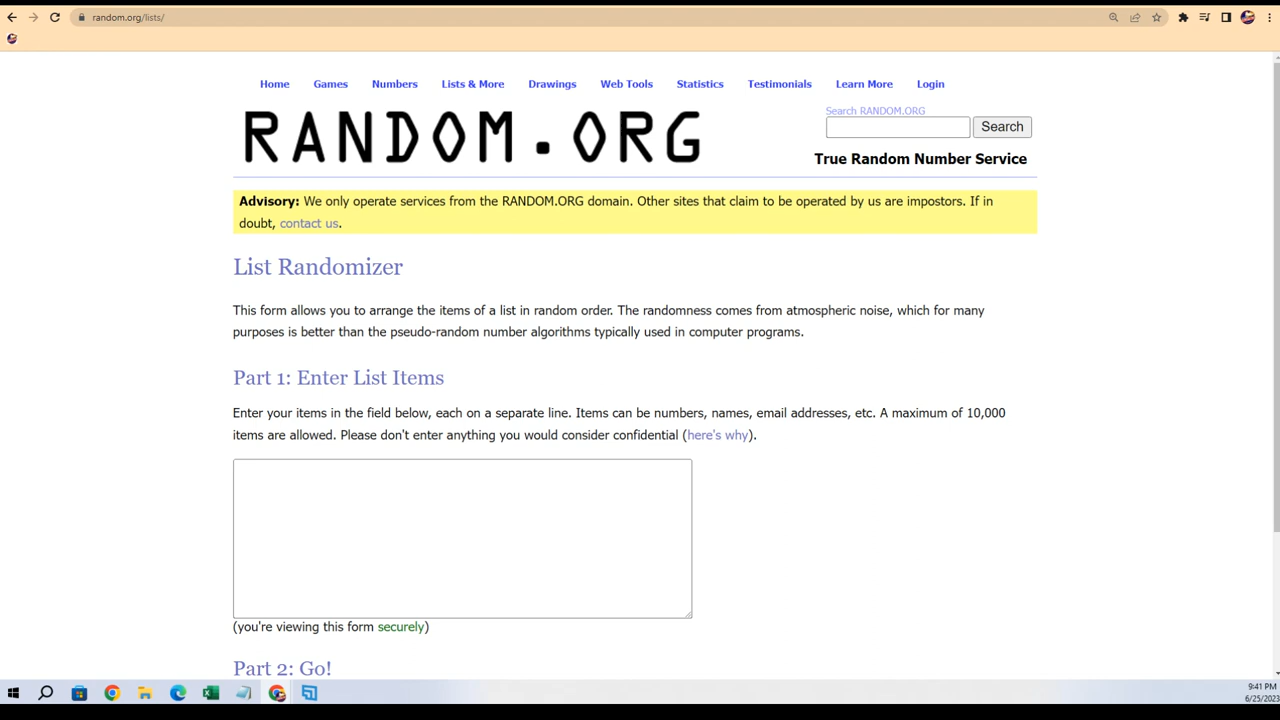 random.org/lists/
Home Games Numbers Lists & More Drawings Web Tools Statistics Testimonials Learn More Login
RANDOM.ORG
Search RANDOM.ORG
Search
True Random Number Service
Advisory: We only operate services from the RANDOM.ORG domain. Other sites that claim to be operated by us are impostors. If in
doubt, contact us.
List Randomizer
This form allows you to arrange the items of a list in random order. The randomness comes from atmospheric noise, which for many
purposes is better than the pseudo-random number algorithms typically used in computer programs.
Part 1: Enter List Items
Enter your items in the field below, each on a separate line. Items can be numbers, names, email addresses, etc. A maximum of 10,000
items are allowed. Please don't enter anything you would consider confidential (here's why).
(you're viewing this form securely)
Part 2: Go!
9:41 PM
6/25/2023